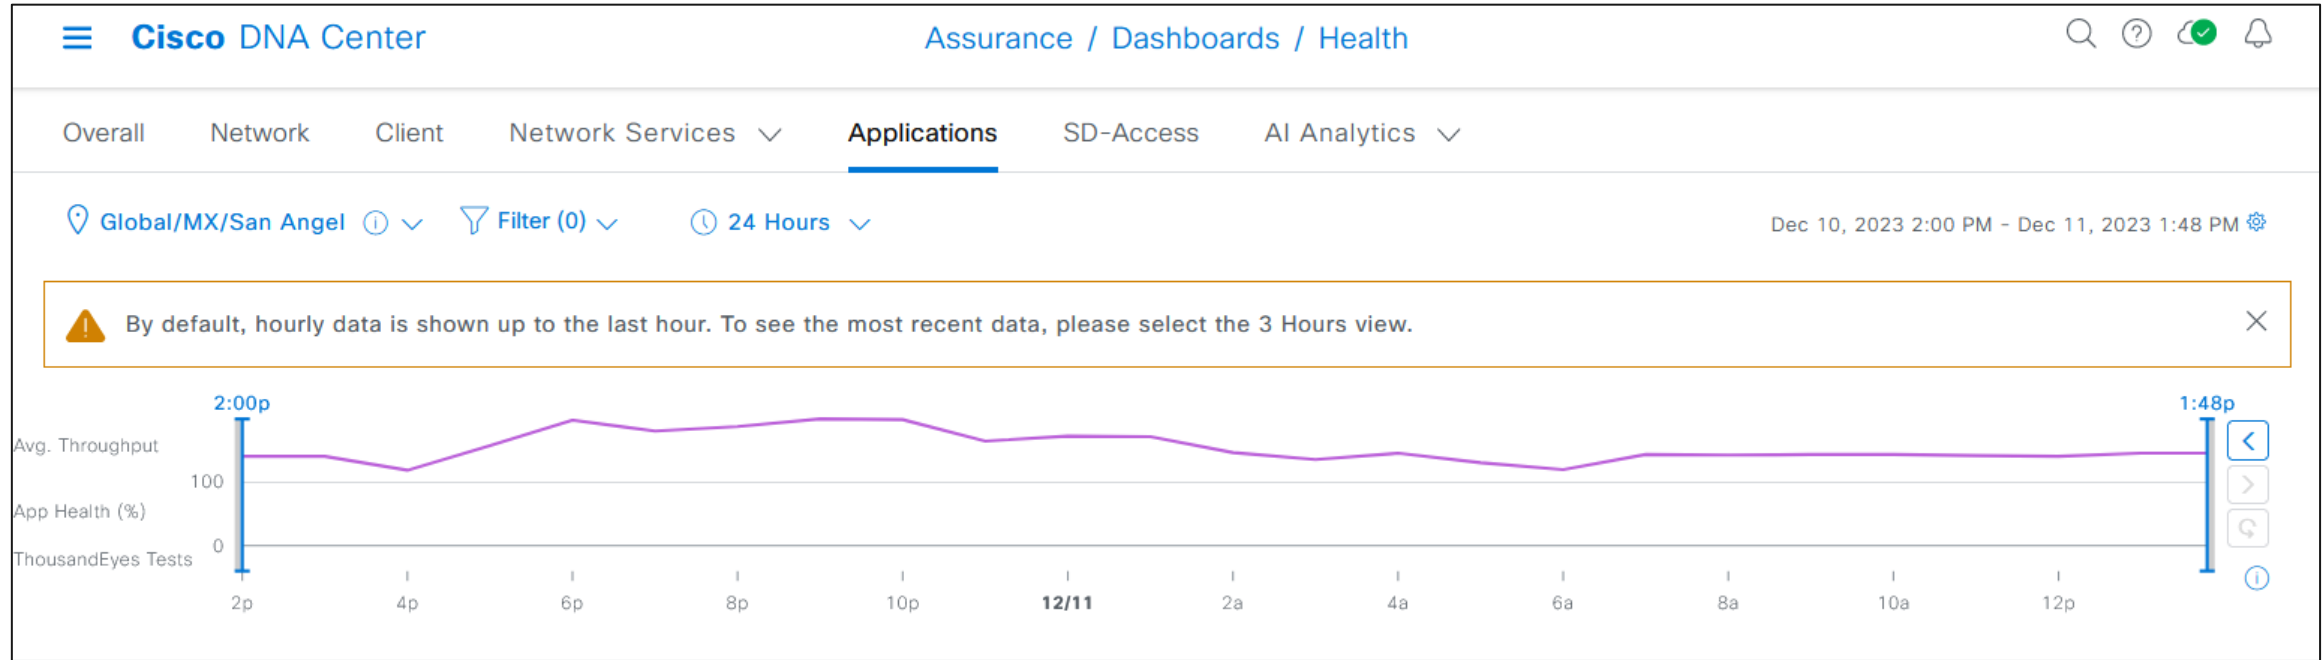 Cisco DNA Center
Assurance / Dashboards / Health
Overall Network Client Network Services Applications SD-Access AI Analytics
Global/MX/San Angel Filter (0) 24 Hours Dec 10, 2023 2:00 PM - Dec 11, 2023 1:48 PM
By default, hourly data is shown up to the last hour. To see the most recent data, please select the 3 Hours view.
2:00p 1:48p
Avg. Throughput
100
App Health (%)
0
ThousandEyes Tests
2p 4p 6p 8p 10p 12/11 2a 4a 6a 8a 10a 12p